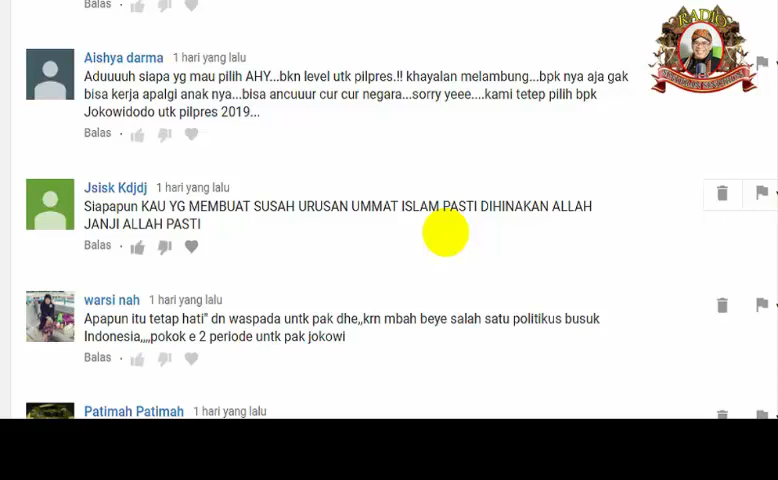 Balas
RADIO
Aishya darma 1 hari yang lalu
Aduuuuh siapa yg mau pilih AHY...bkn level utk pilpres.!! khayalan melambung...bpk nya aja gak
bisa kerja apalgi anak nya...bisa ancuuur cur cur negara...sorry yeee....kami tetep pilih bpk
Jokowidodo utk pilpres 2019...
Balas
Jsisk Kdjdj 1 hari yang lalu
Siapapun KAU YG MEMBUAT SUSAH URUSAN UMMAT ISLAM PASTI DIHINAKAN ALLAH
JANJI ALLAH PASTI
Balas
warsi nah 1 hari yang lalu
Apapun itu tetap hati" dn waspada untk pak dhe,,krn mbah beye salah satu politikus busuk
Indonesia,,,,pokok e 2 periode untk pak jokowi
Balas
Patimah Patimah 1 hari yang lalu